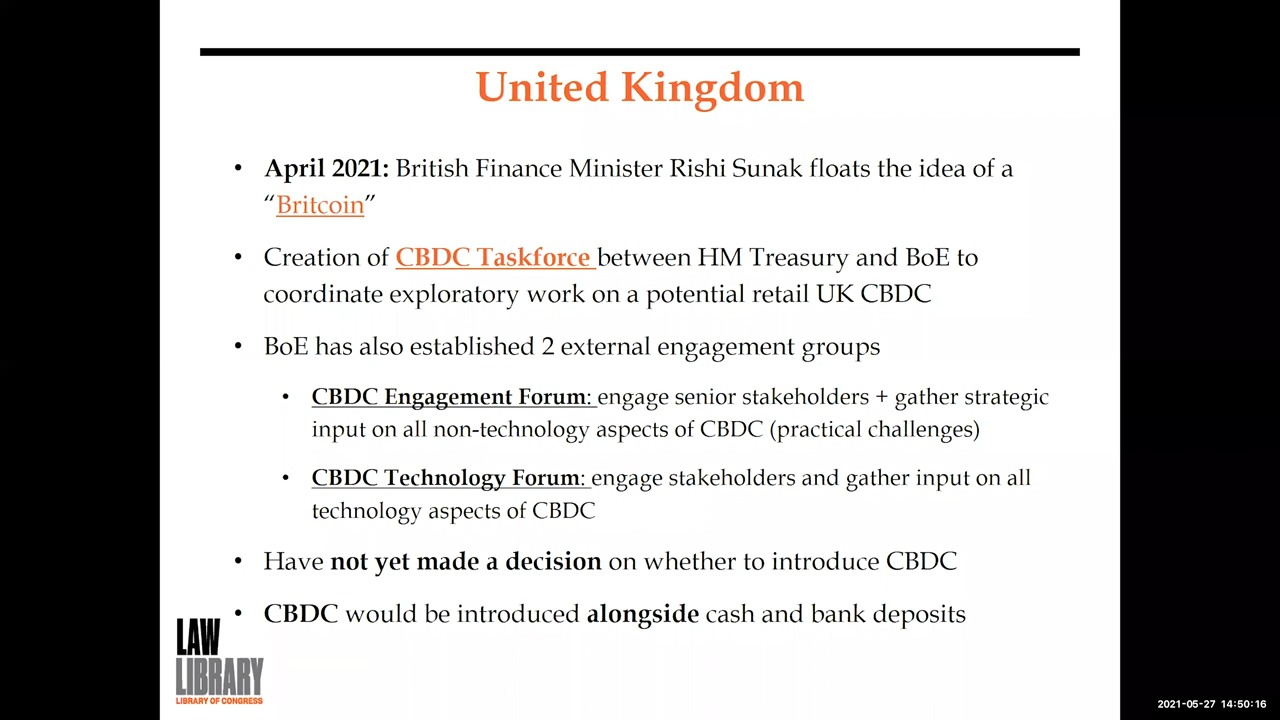 United Kingdom
• April 2021: British Finance Minister Rishi Sunak floats the idea of a
“Britcoin”
• Creation of CBDC Taskforce between HM Treasury and BoE to
coordinate exploratory work on a potential retail UK CBDC
• BoE has also established 2 external engagement groups
• CBDC Engagement Forum: engage senior stakeholders + gather strategic
input on all non-technology aspects of CBDC (practical challenges)
• CBDC Technology Forum: engage stakeholders and gather input on all
technology aspects of CBDC
• Have not yet made a decision on whether to introduce CBDC
• CBDC would be introduced alongside cash and bank deposits
LAW
LIBRARY
LIBRARY OF CONGRESS
2021-05-27 14:50:16